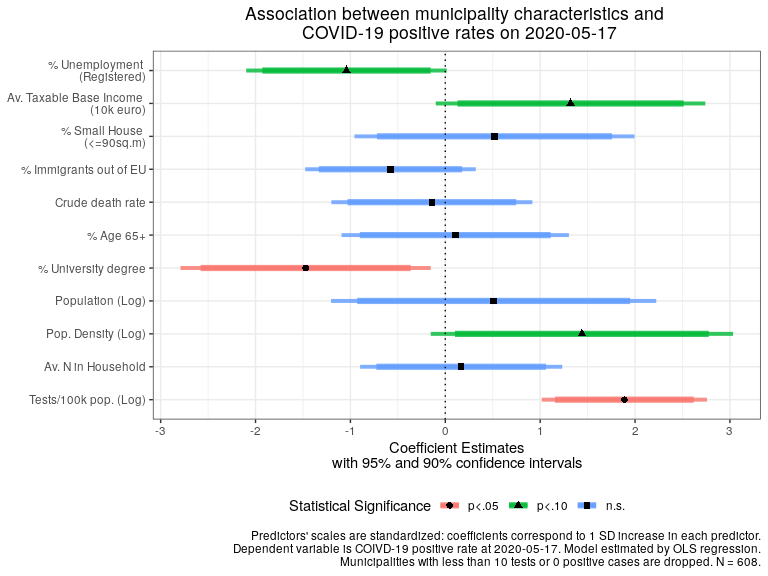 Association between municipality characteristics and
COVID-19 positive rates on 2020-05-17
% Unemployment
(Registered)
Av. Taxable Base Income
(10k euro)
% Small House
(<=90sq.m)
% Immigrants out of EU
Crude death rate
% Age 65+
% University degree
Population (Log)
Pop. Density (Log)
Av. N in Household
Tests/100k pop. (Log)
-3 -2 -1 0 1 2 3
Coefficient Estimates
with 95% and 90% confidence intervals
Statistical Significance p<.05 p<.10 n.s.
Predictors' scales are standardized: coefficients correspond to 1 SD increase in each predictor.
Dependent variable is COIVD-19 positive rate at 2020-05-17. Model estimated by OLS regression.
Municipalities with less than 10 tests or 0 positive cases are dropped. N = 608.